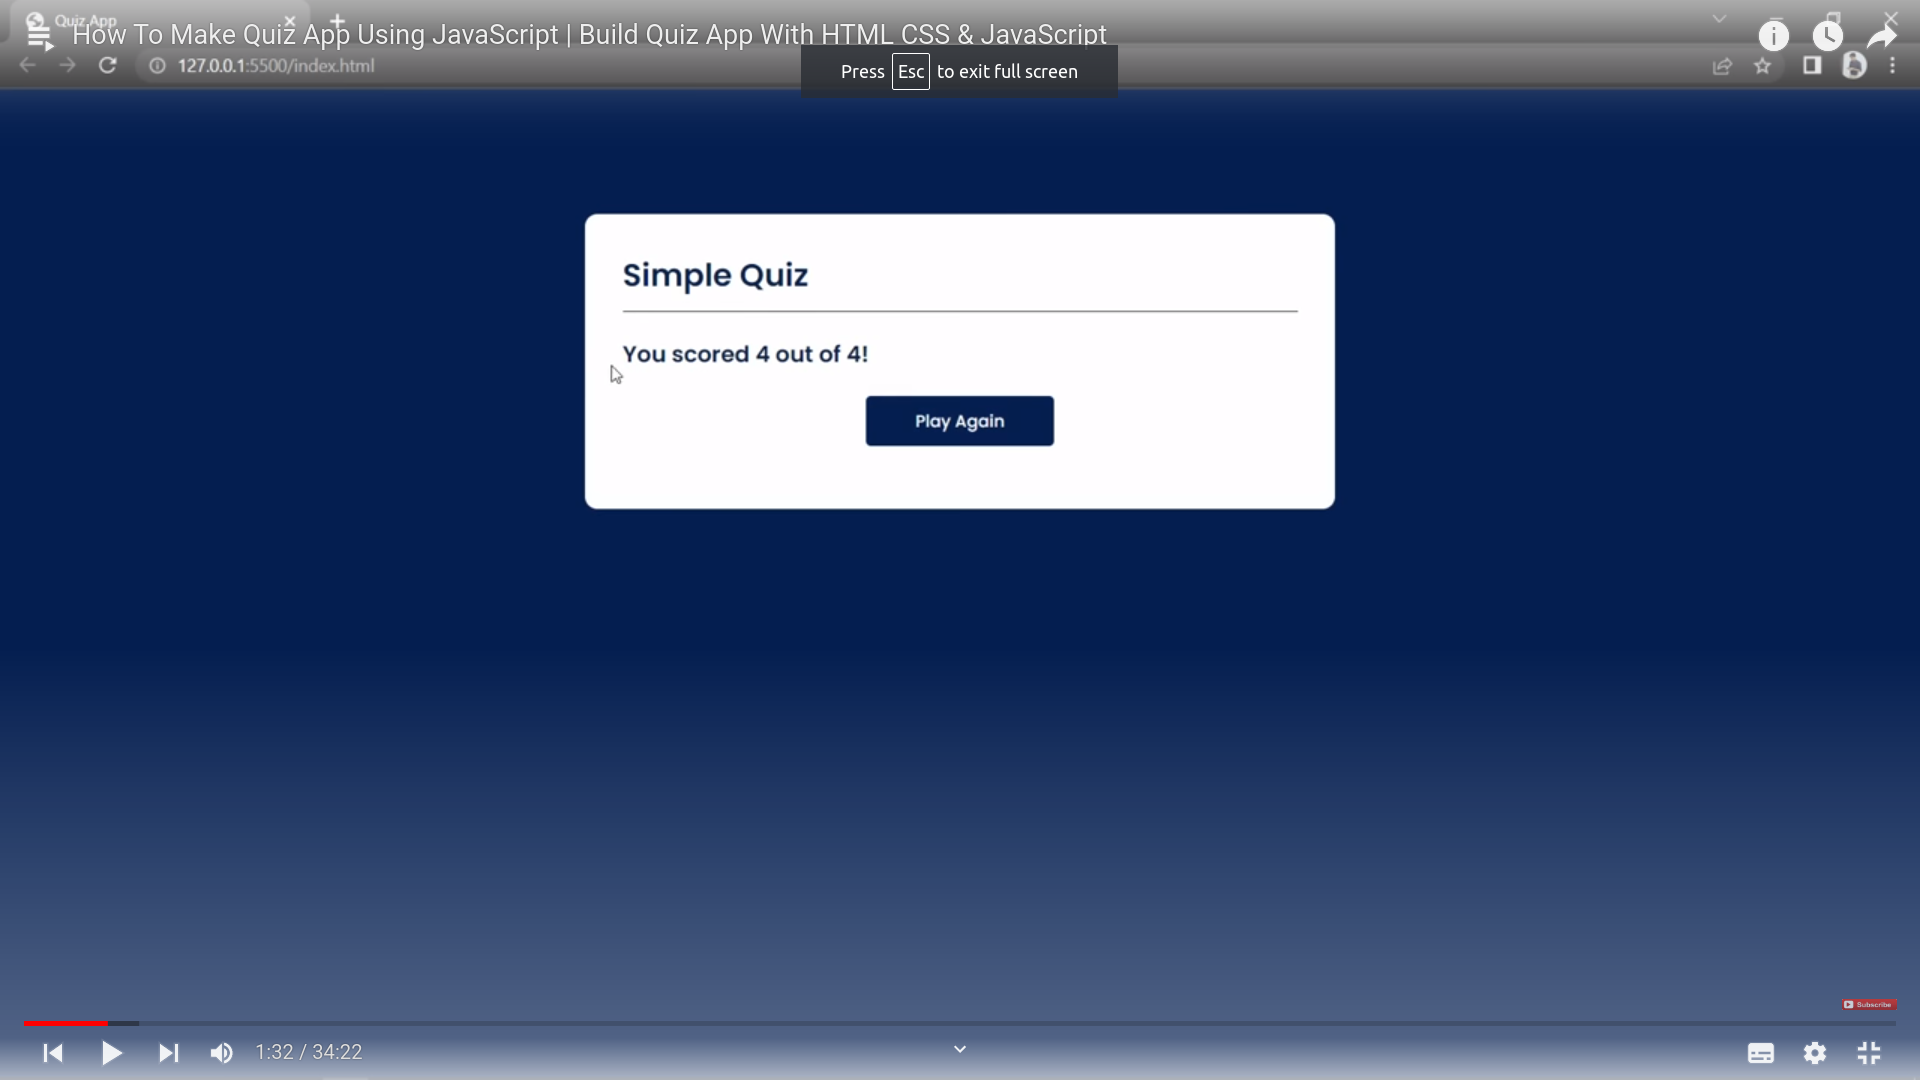 Quiz App
How To Make Quiz App Using JavaScript | Build Quiz App With HTML CSS & JavaScript
127.0.0.1:5500/index.html
Press Esc to exit full screen
Simple Quiz
You scored 4 out of 4!
Play Again
Subscribe
1:32 / 34:22